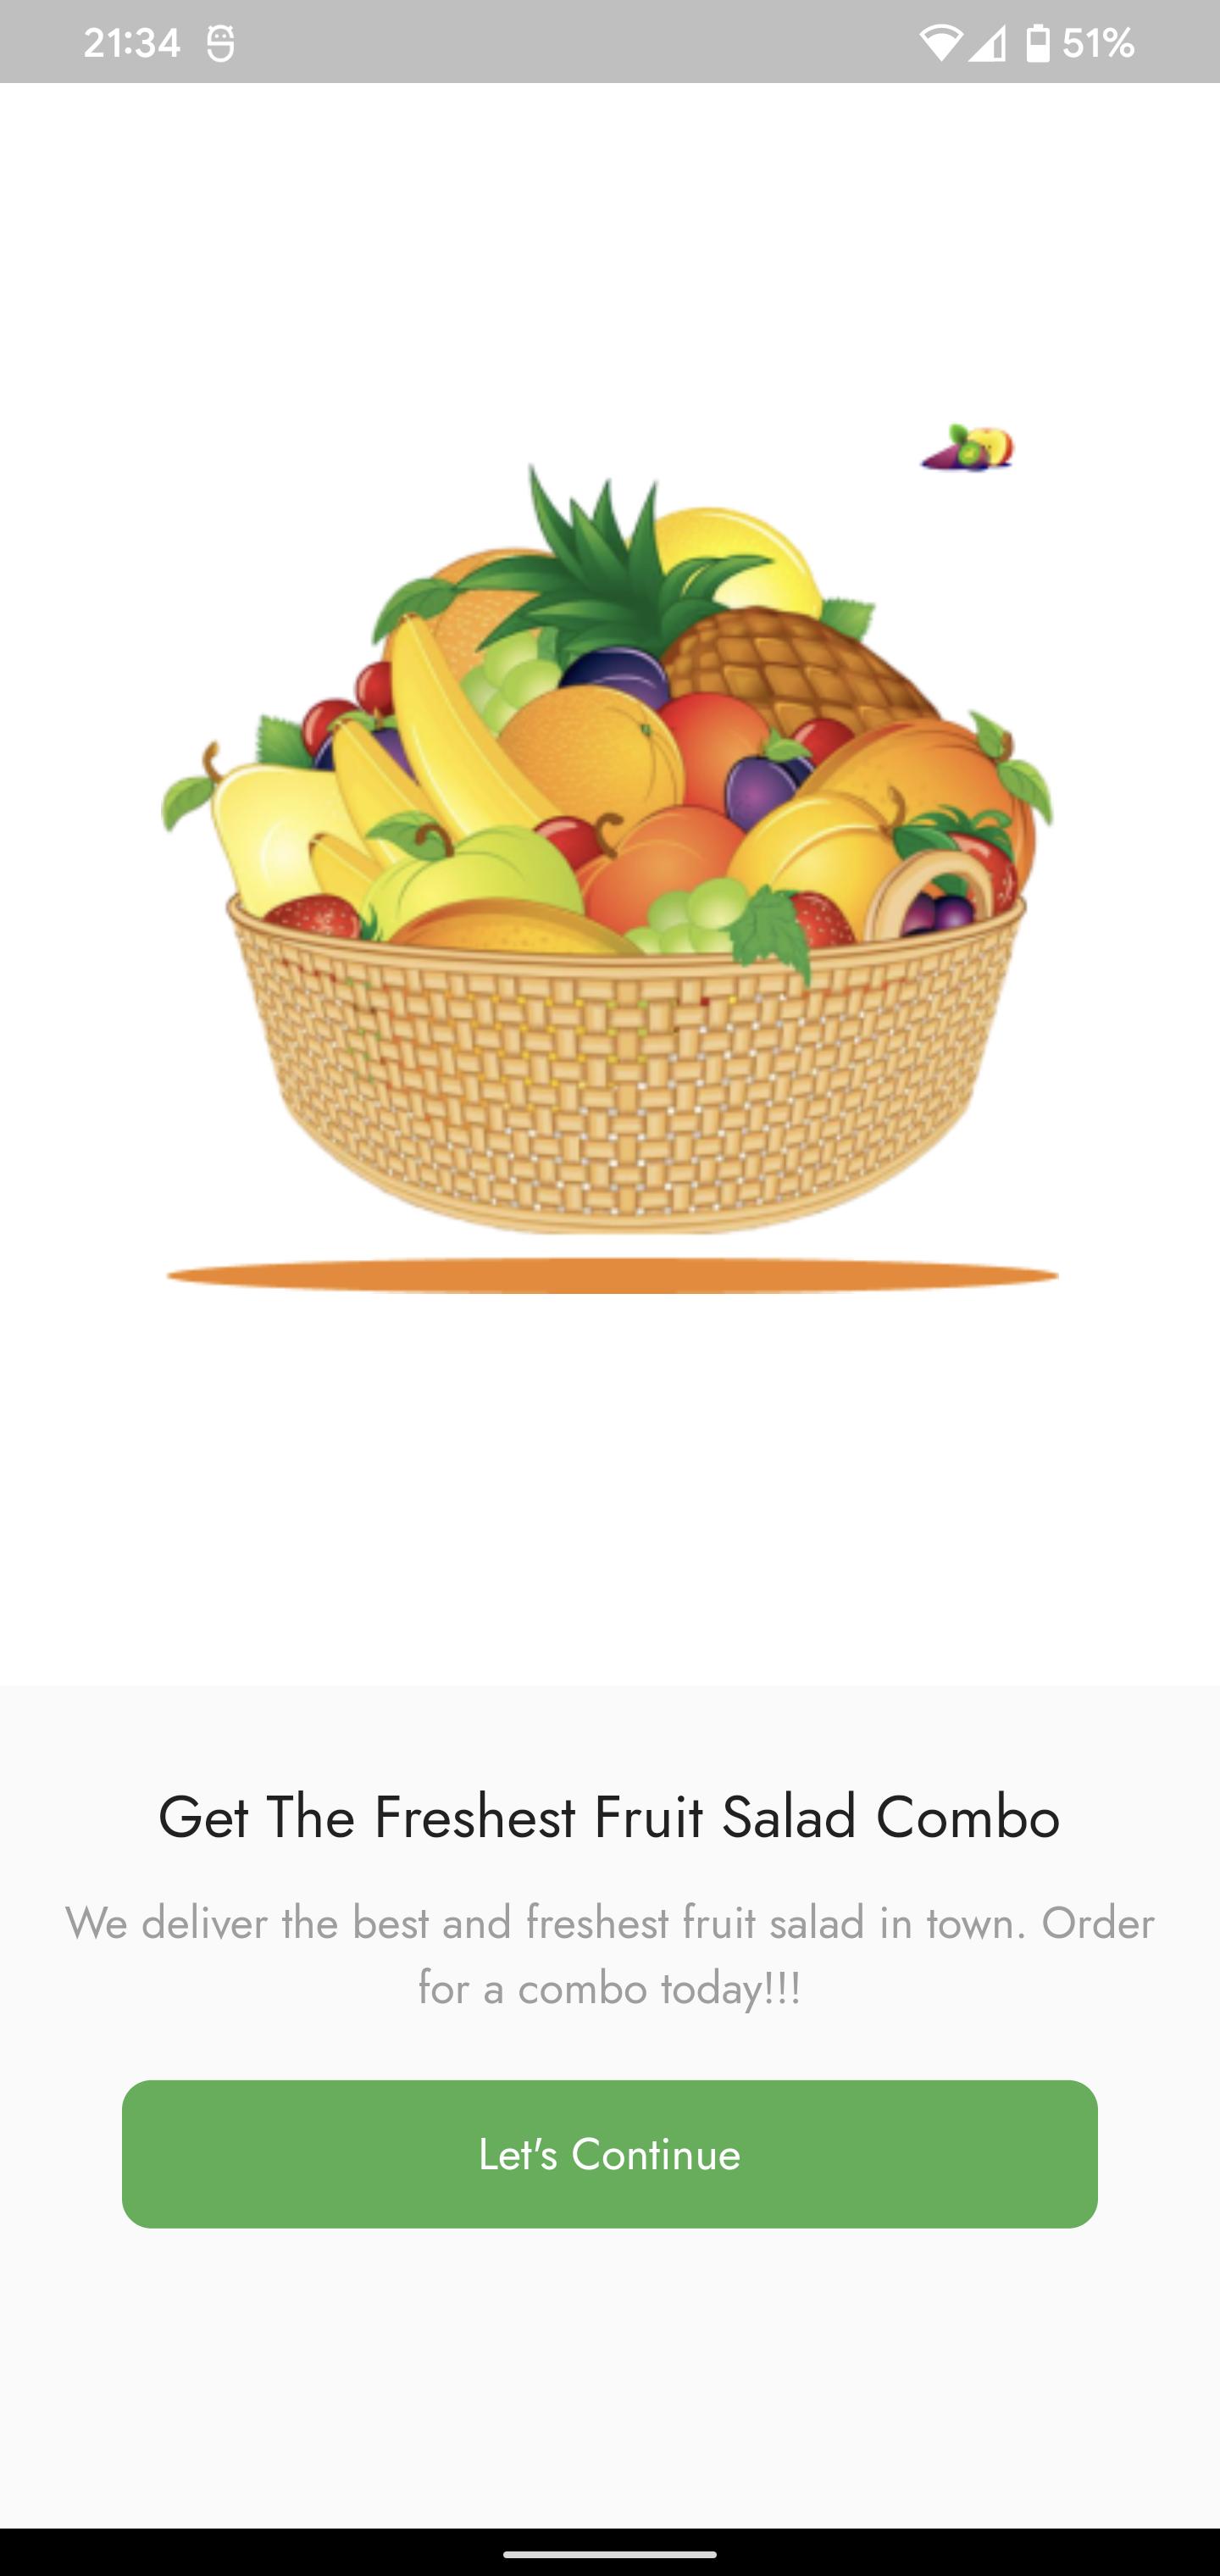 21:34 51%
Get The Freshest Fruit Salad Combo
We deliver the best and freshest fruit salad in town. Order
for a combo today!!!
Let's Continue